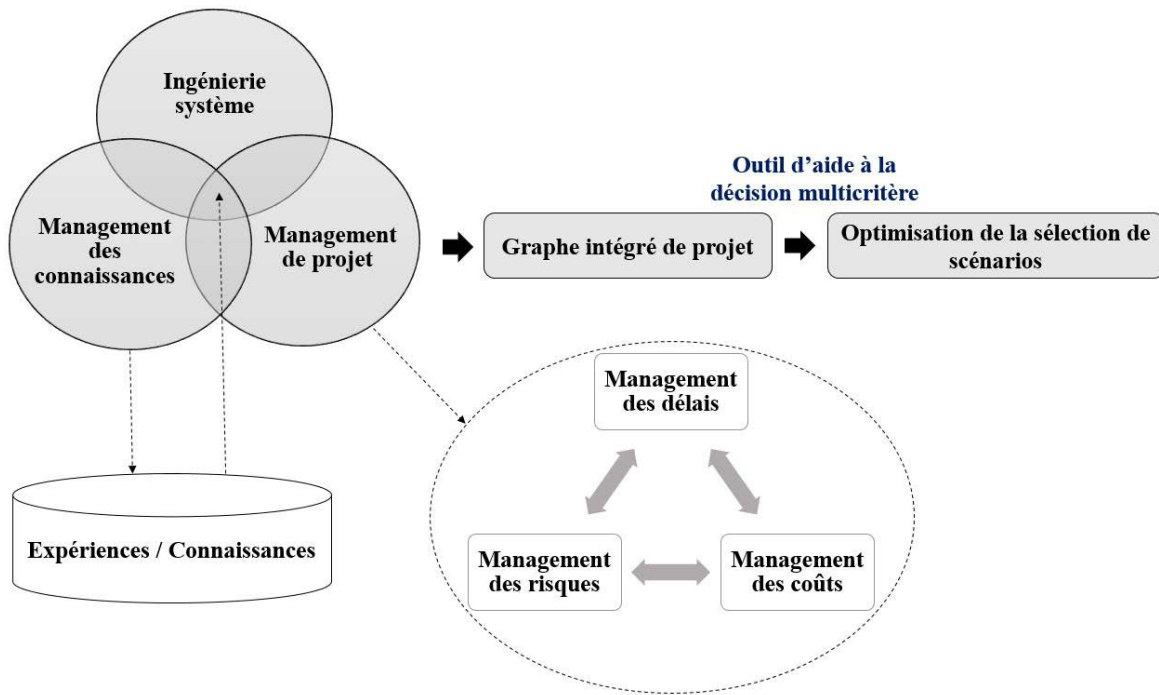 Ingénierie
système
Management
des
connaissances
Management
de projet
Outil d’aide à la
décision multicritère
Graphe intégré de projet
Optimisation de la sélection de
scénarios
Management
des délais
Management
des risques
Management
des coûts
Expériences / Connaissances